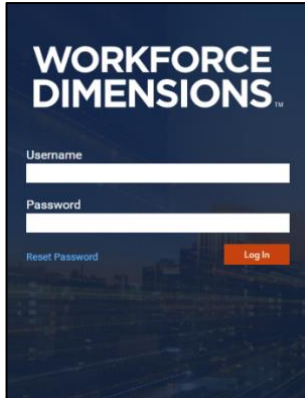 WORKFORCE
DIMENSIONS™
Username
Password
Reset Password
Log In